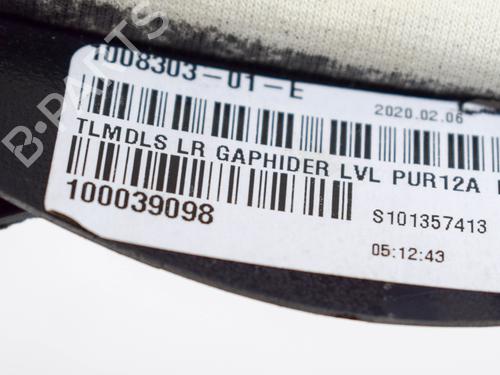 1008303-01-E
2020.02.06
TLMDLS LR GAPHIDER LVL PUR12A
100039098
S101357413
05:12:43
B-PARTS